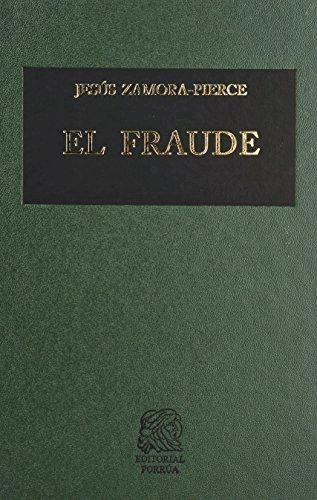 JESÚS ZAMORA-PIERCE
EL FRAUDE
EDITORIAL
PORRÚA